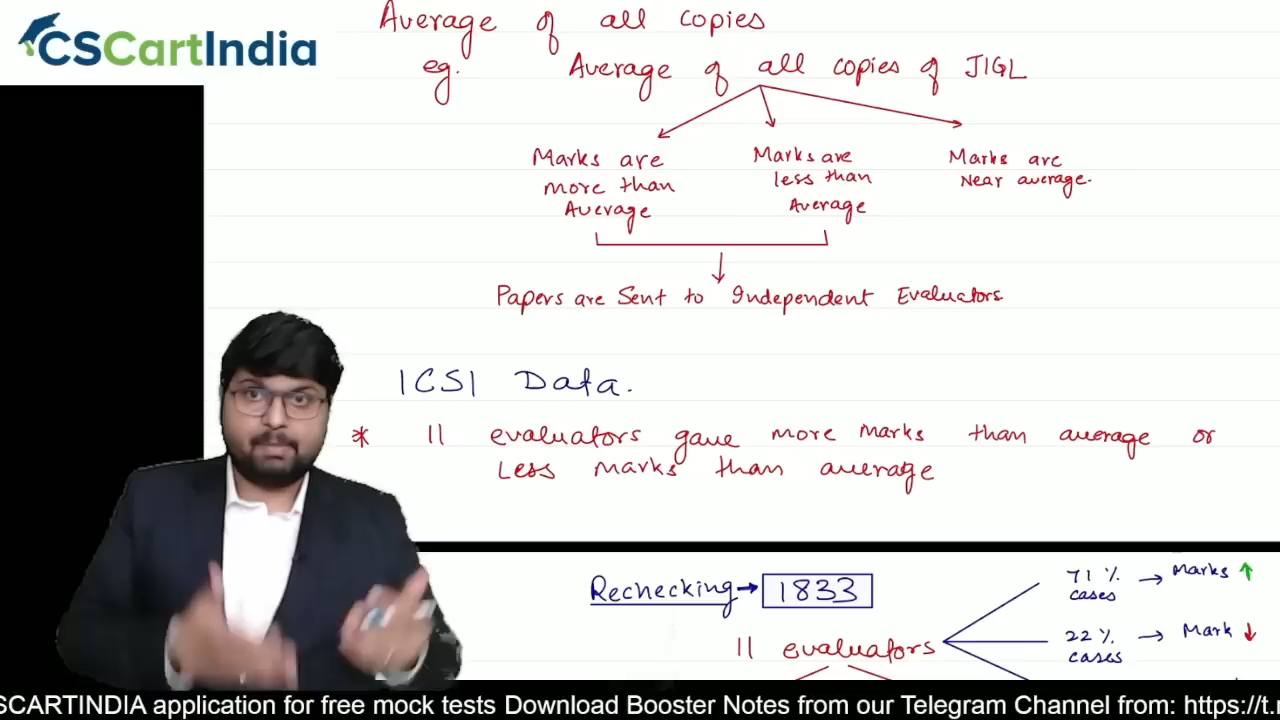 CSCartIndia
Average of all copies
eg. Average of all copies of JIGL
Marks are more than Average
Marks are less than Average
Marks are Near average.
Papers are Sent to Independent Evaluators
ICSI Data.
* 11 evaluators gave more marks than average or
Less marks than average
Rechecking → 1833
71% cases → Marks ↑
11 evaluators
22% cases → Mark ↓
SCARTINDIA application for free mock tests Download Booster Notes from our Telegram Channel from: https://t.